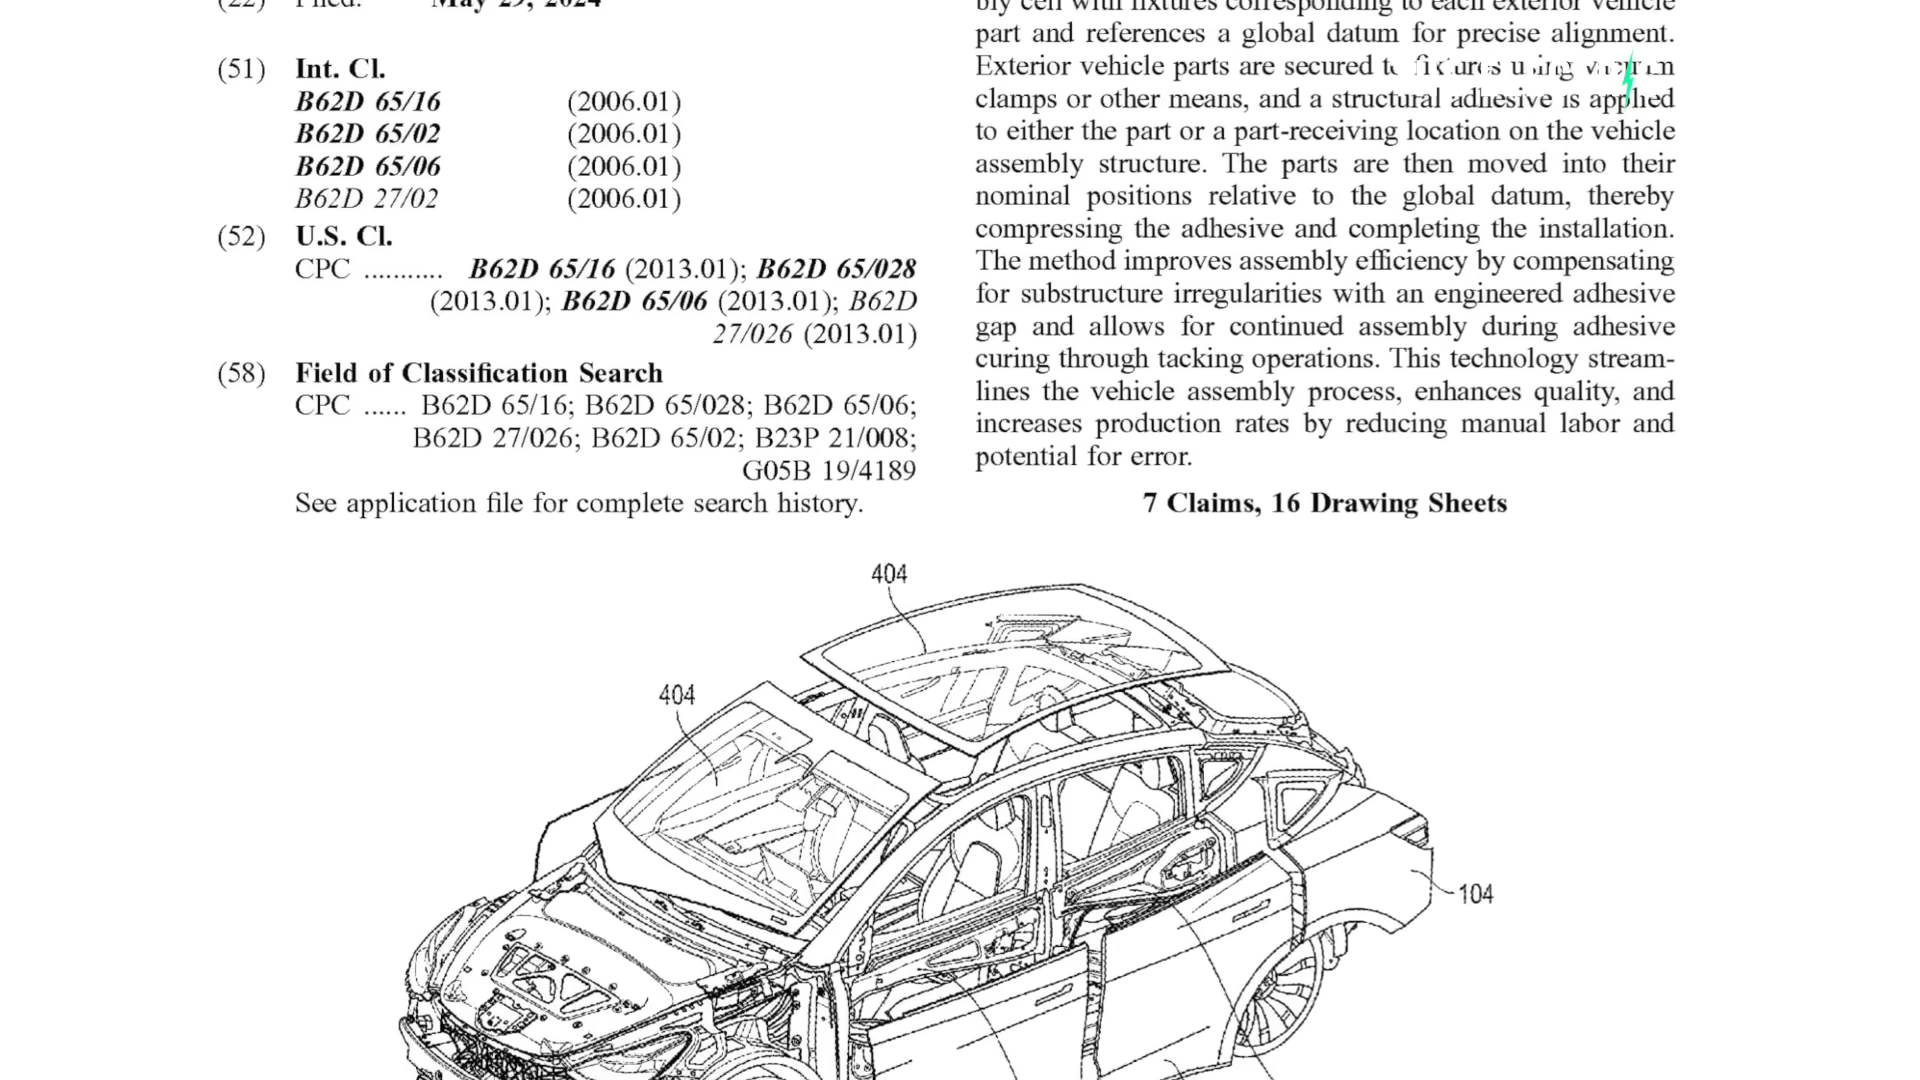 (22) Filed: May 29, 2024
(51) Int. Cl.
B62D 65/16 (2006.01)
B62D 65/02 (2006.01)
B62D 65/06 (2006.01)
B62D 27/02 (2006.01)
(52) U.S. Cl.
CPC ........... B62D 65/16 (2013.01); B62D 65/028
(2013.01); B62D 65/06 (2013.01); B62D
27/026 (2013.01)
(58) Field of Classification Search
CPC ...... B62D 65/16; B62D 65/028; B62D 65/06;
B62D 27/026; B62D 65/02; B23P 21/008;
G05B 19/4189
See application file for complete search history.
bly cell with fixtures corresponding to each exterior vehicle
part and references a global datum for precise alignment.
Exterior vehicle parts are secured to fixtures using vacuum
clamps or other means, and a structural adhesive is applied
to either the part or a part-receiving location on the vehicle
assembly structure. The parts are then moved into their
nominal positions relative to the global datum, thereby
compressing the adhesive and completing the installation.
The method improves assembly efficiency by compensating
for substructure irregularities with an engineered adhesive
gap and allows for continued assembly during adhesive
curing through tacking operations. This technology stream-
lines the vehicle assembly process, enhances quality, and
increases production rates by reducing manual labor and
potential for error.
7 Claims, 16 Drawing Sheets
404
404
104